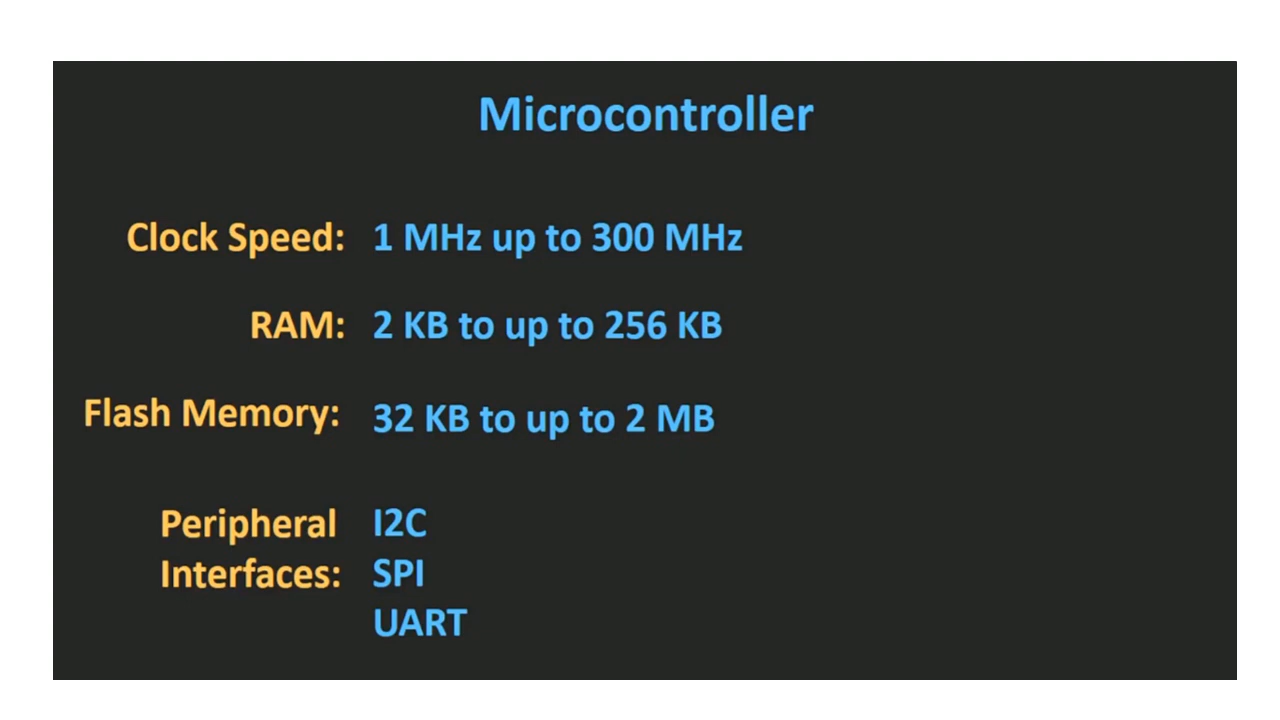 Microcontroller
Clock Speed: 1 MHz up to 300 MHz
RAM: 2 KB to up to 256 KB
Flash Memory: 32 KB to up to 2 MB
Peripheral I2C
Interfaces: SPI
UART